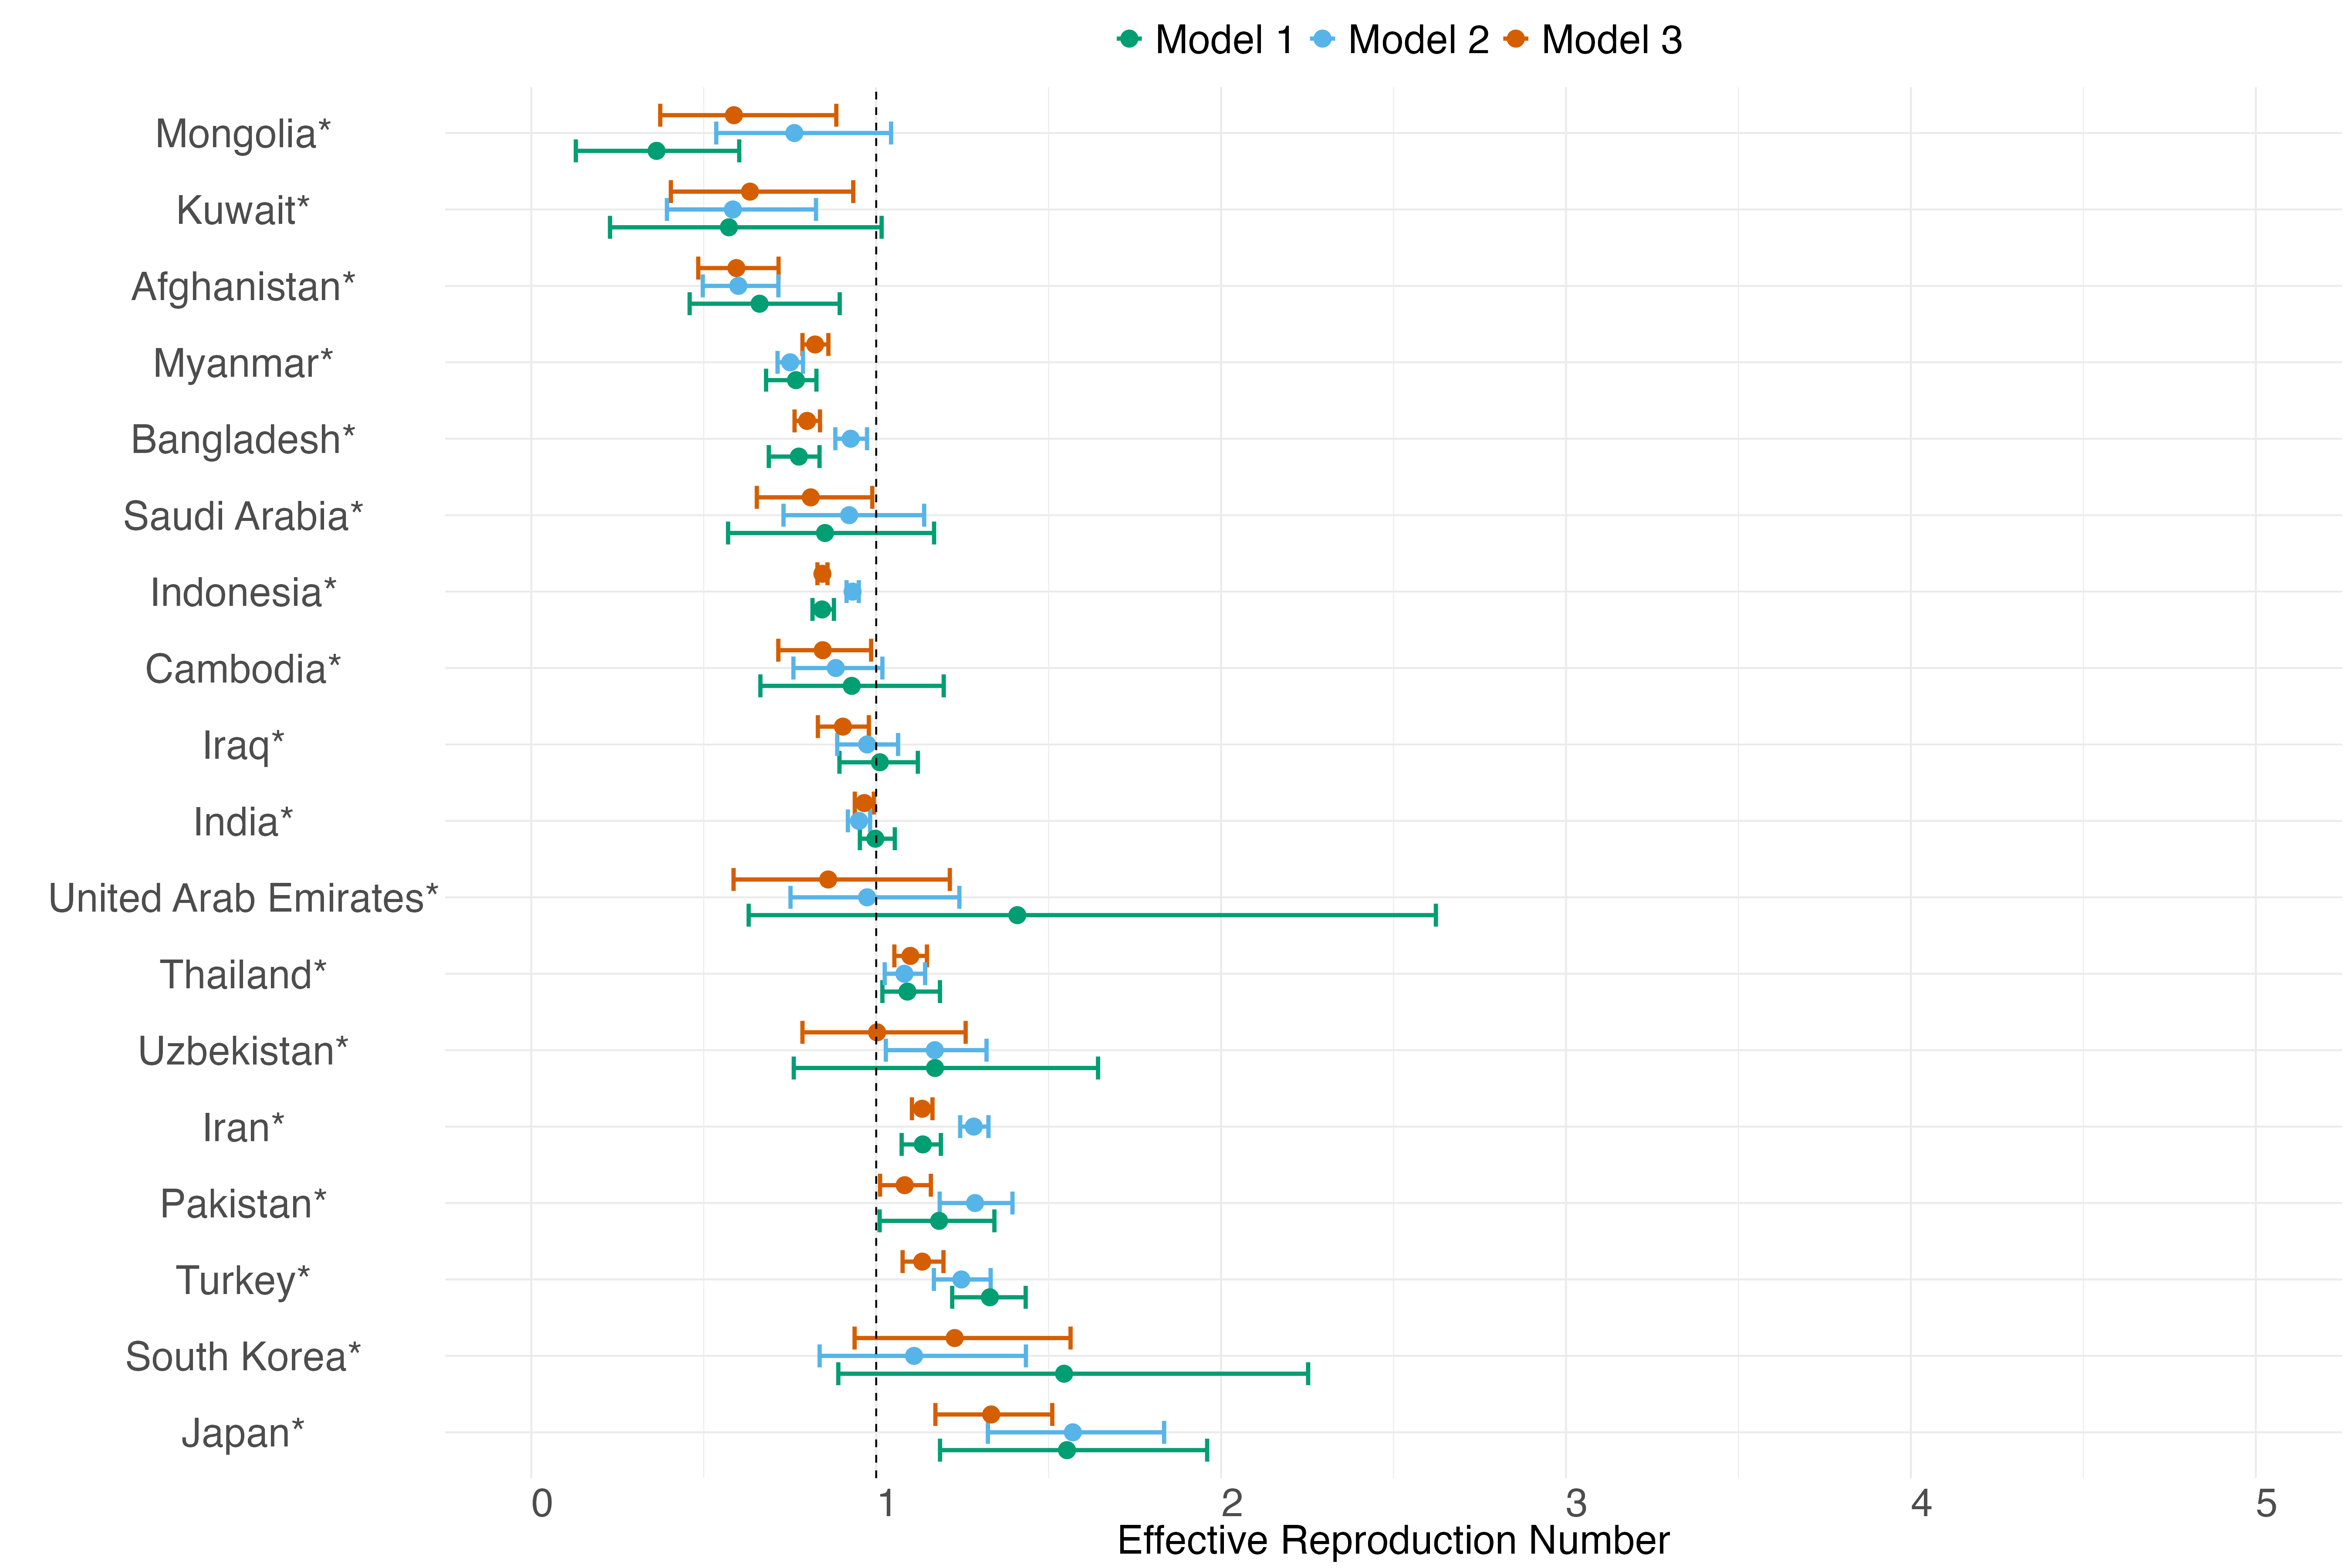 Model 1 Model 2 Model 3
Mongolia*
Kuwait*
Afghanistan*
Myanmar*
Bangladesh*
Saudi Arabia*
Indonesia*
Cambodia*
Iraq*
India*
United Arab Emirates*
Thailand*
Uzbekistan*
Iran*
Pakistan*
Turkey*
South Korea*
Japan*
0 1 2 3 4 5
Effective Reproduction Number